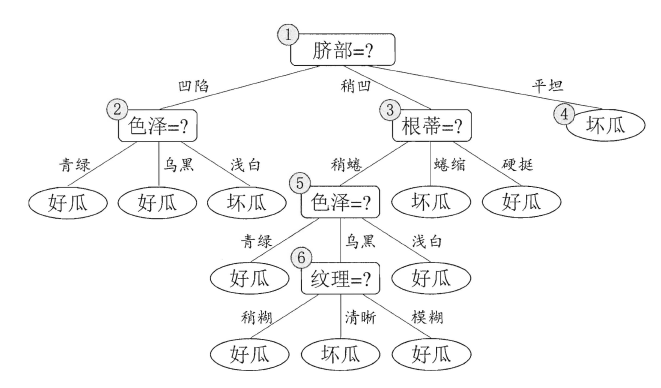 ① 脐部=?
凹陷 稍凹 平坦
② 色泽=? ③ 根蒂=? ④ 坏瓜
青绿 乌黑 浅白 稍蜷 蜷缩 硬挺
好瓜 好瓜 坏瓜 ⑤ 色泽=? 坏瓜 好瓜
青绿 乌黑 浅白
好瓜 ⑥ 纹理=? 好瓜
稍糊 清晰 模糊
好瓜 坏瓜 好瓜